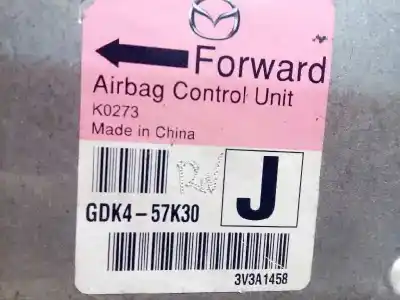 Forward
Airbag Control Unit
K0273
Made in China
J
GDK4-57K30
3V3A1458